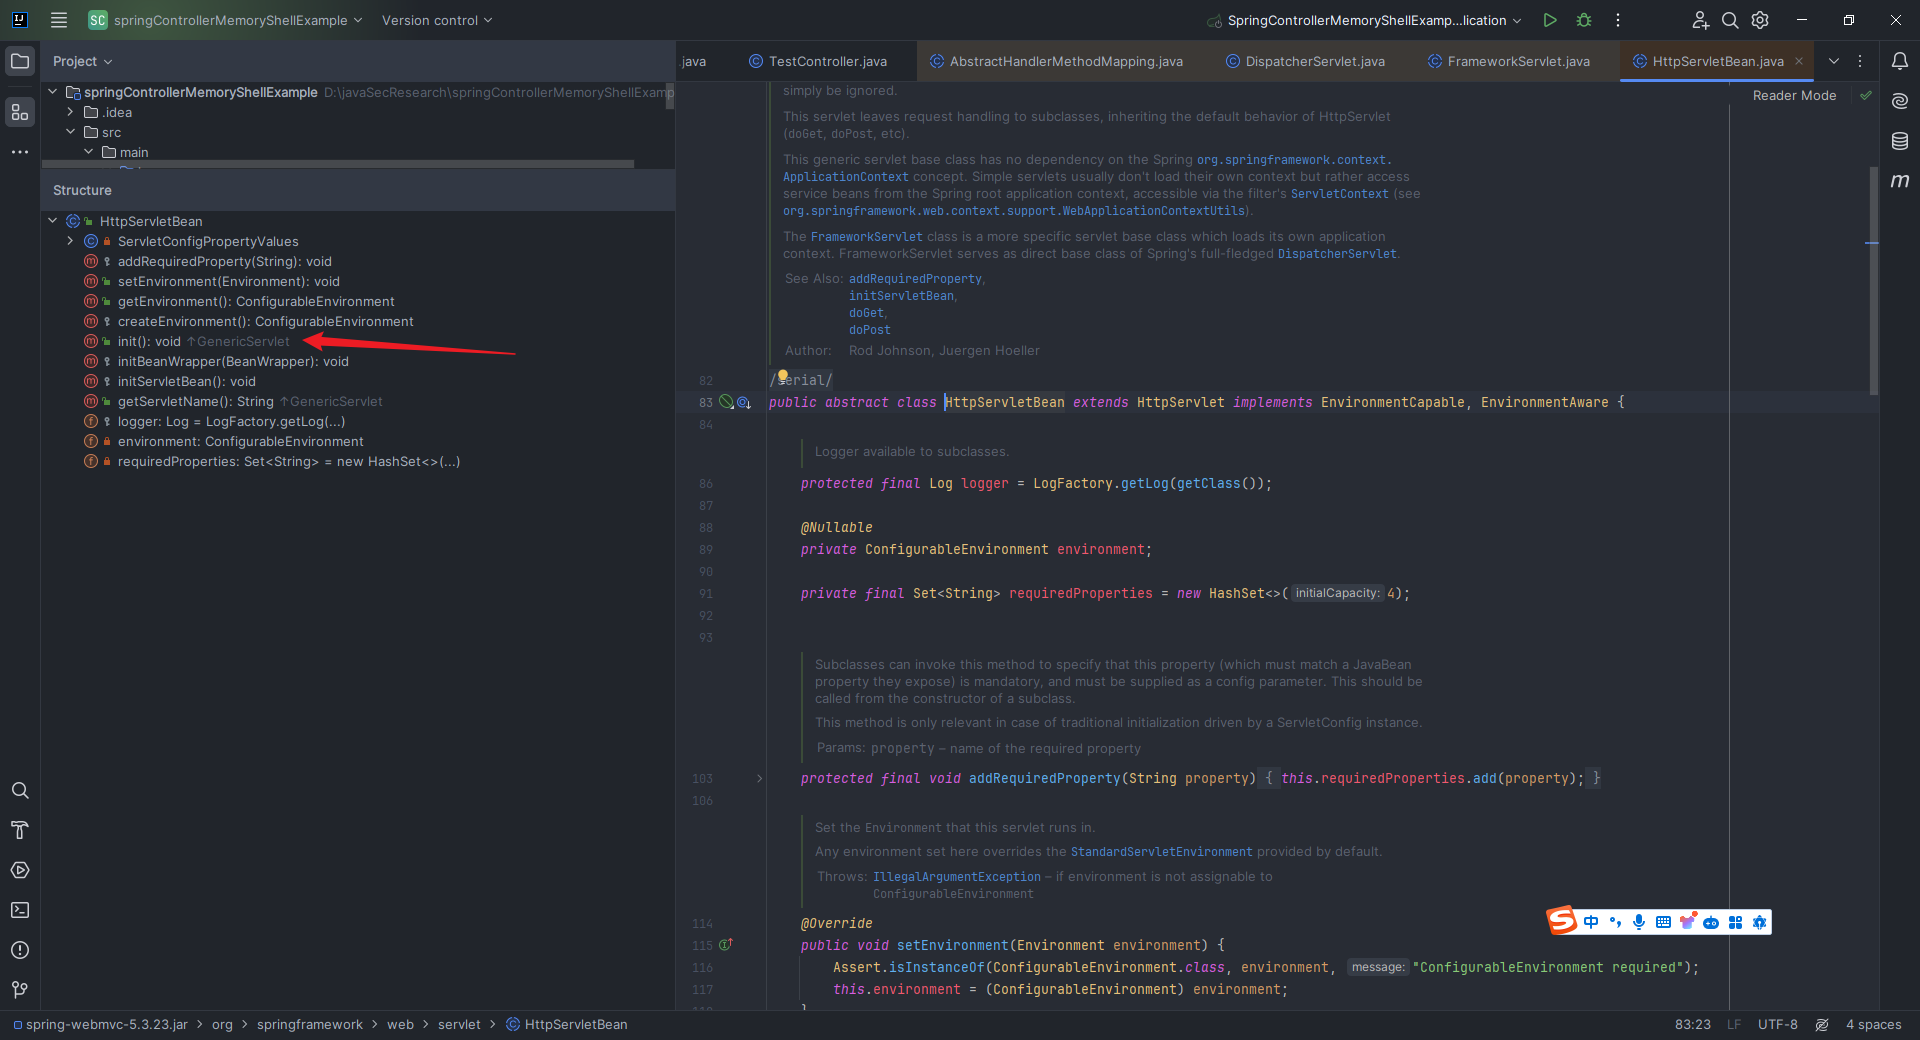 SC springControllerMemoryShellExample Version control SpringControllerMemoryShellExamp...lication
Project
.java TestController.java AbstractHandlerMethodMapping.java DispatcherServlet.java FrameworkServlet.java HttpServletBean.java
springControllerMemoryShellExample D:\javaSecResearch\springControllerMemoryShellExamp
.idea
src
main
Structure
HttpServletBean
ServletConfigPropertyValues
addRequiredProperty(String): void
setEnvironment(Environment): void
getEnvironment(): ConfigurableEnvironment
createEnvironment(): ConfigurableEnvironment
init(): void ↑GenericServlet
initBeanWrapper(BeanWrapper): void
initServletBean(): void
getServletName(): String ↑GenericServlet
logger: Log = LogFactory.getLog(...)
environment: ConfigurableEnvironment
requiredProperties: Set<String> = new HashSet<>(...)
Reader Mode
simply be ignored.
This servlet leaves request handling to subclasses, inheriting the default behavior of HttpServlet
(doGet, doPost, etc).
This generic servlet base class has no dependency on the Spring org.springframework.context.
ApplicationContext concept. Simple servlets usually don't load their own context but rather access
service beans from the Spring root application context, accessible via the filter's ServletContext (see
org.springframework.web.context.support.WebApplicationContextUtils).
The FrameworkServlet class is a more specific servlet base class which loads its own application
context. FrameworkServlet serves as direct base class of Spring's full-fledged DispatcherServlet.
See Also: addRequiredProperty,
initServletBean,
doGet,
doPost
Author: Rod Johnson, Juergen Hoeller
82 /serial/
83 public abstract class HttpServletBean extends HttpServlet implements EnvironmentCapable, EnvironmentAware {
84
Logger available to subclasses.
86 protected final Log logger = LogFactory.getLog(getClass());
87
88 @Nullable
89 private ConfigurableEnvironment environment;
90
91 private final Set<String> requiredProperties = new HashSet<>( initialCapacity: 4);
92
93
Subclasses can invoke this method to specify that this property (which must match a JavaBean
property they expose) is mandatory, and must be supplied as a config parameter. This should be
called from the constructor of a subclass.
This method is only relevant in case of traditional initialization driven by a ServletConfig instance.
Params: property – name of the required property
103 protected final void addRequiredProperty(String property) { this.requiredProperties.add(property); }
106
Set the Environment that this servlet runs in.
Any environment set here overrides the StandardServletEnvironment provided by default.
Throws: IllegalArgumentException – if environment is not assignable to
ConfigurableEnvironment
114 @Override
115 public void setEnvironment(Environment environment) {
116 Assert.isInstanceOf(ConfigurableEnvironment.class, environment, message: "ConfigurableEnvironment required");
117 this.environment = (ConfigurableEnvironment) environment;
中
spring-webmvc-5.3.23.jar > org > springframework > web > servlet > HttpServletBean 83:23 LF UTF-8 4 spaces